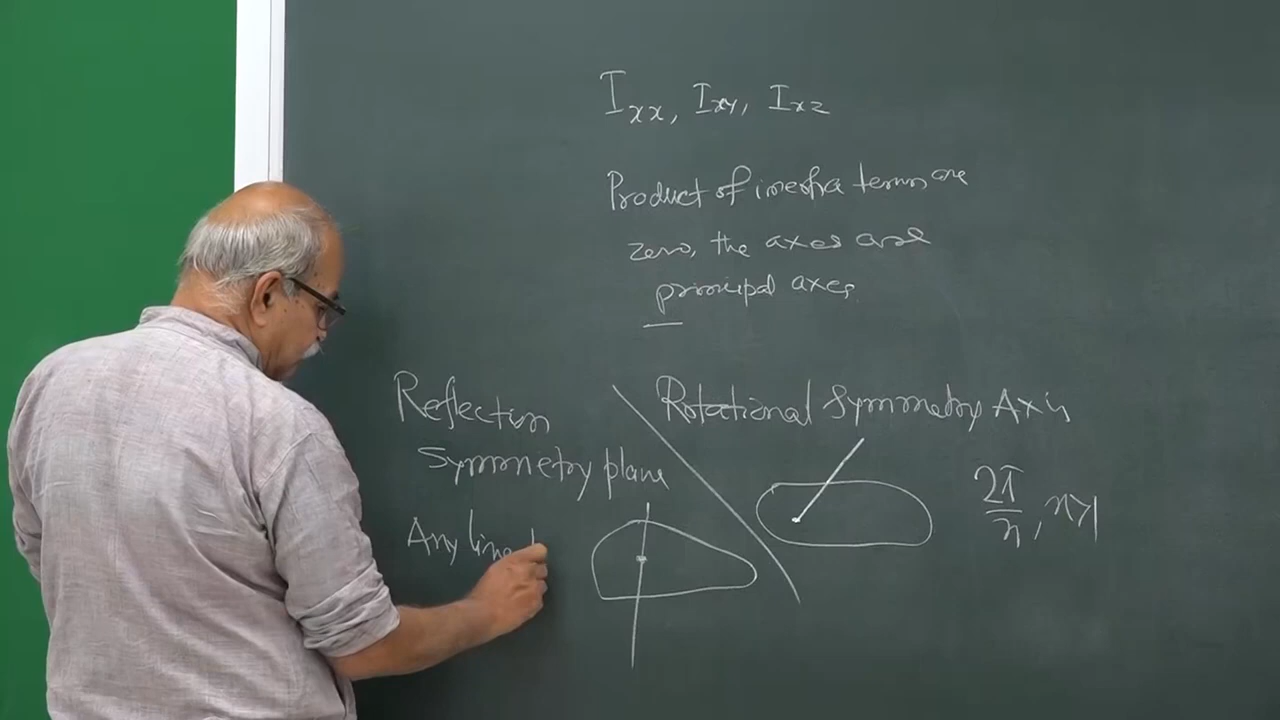 Ixx, Ixy, Ixz
Product of inertia terms are
zero, the axes are
principal axes
Reflection
Symmetry plane
Any line
Rotational Symmetry Axis
2π/n, n>1